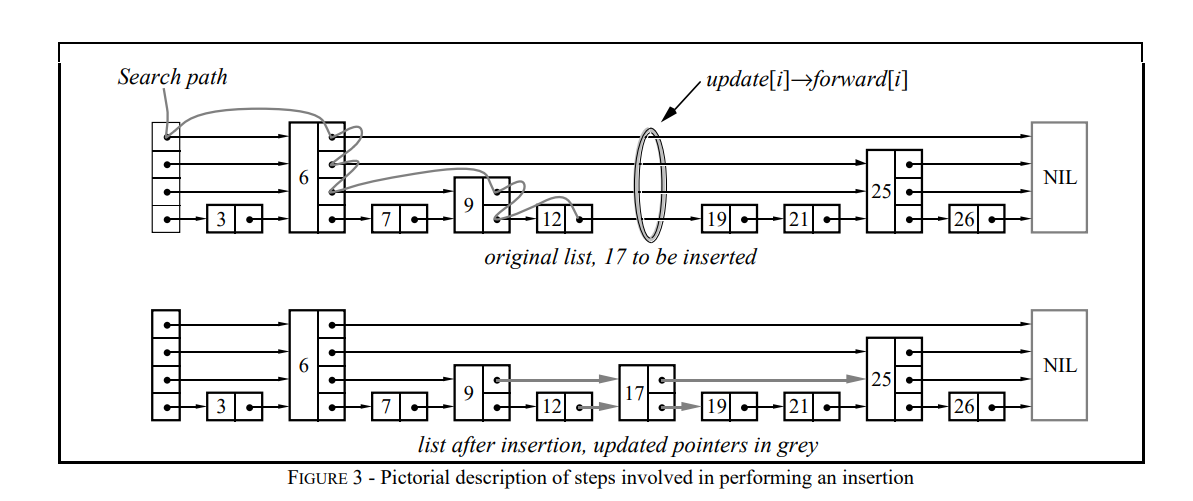 Search path
update[i]→forward[i]
6
NIL
25
9
3
7
12
19
21
26
original list, 17 to be inserted
6
NIL
25
9
17
3
7
12
19
21
26
list after insertion, updated pointers in grey
FIGURE 3 - Pictorial description of steps involved in performing an insertion